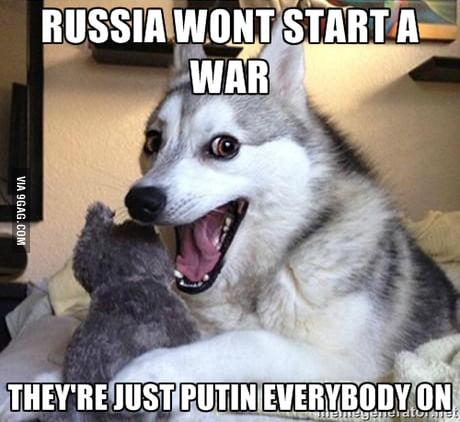 RUSSIA WONT START A
WAR
VIA 9GAG.COM
THEY'RE JUST PUTIN EVERYBODY ON
memegenerator.net